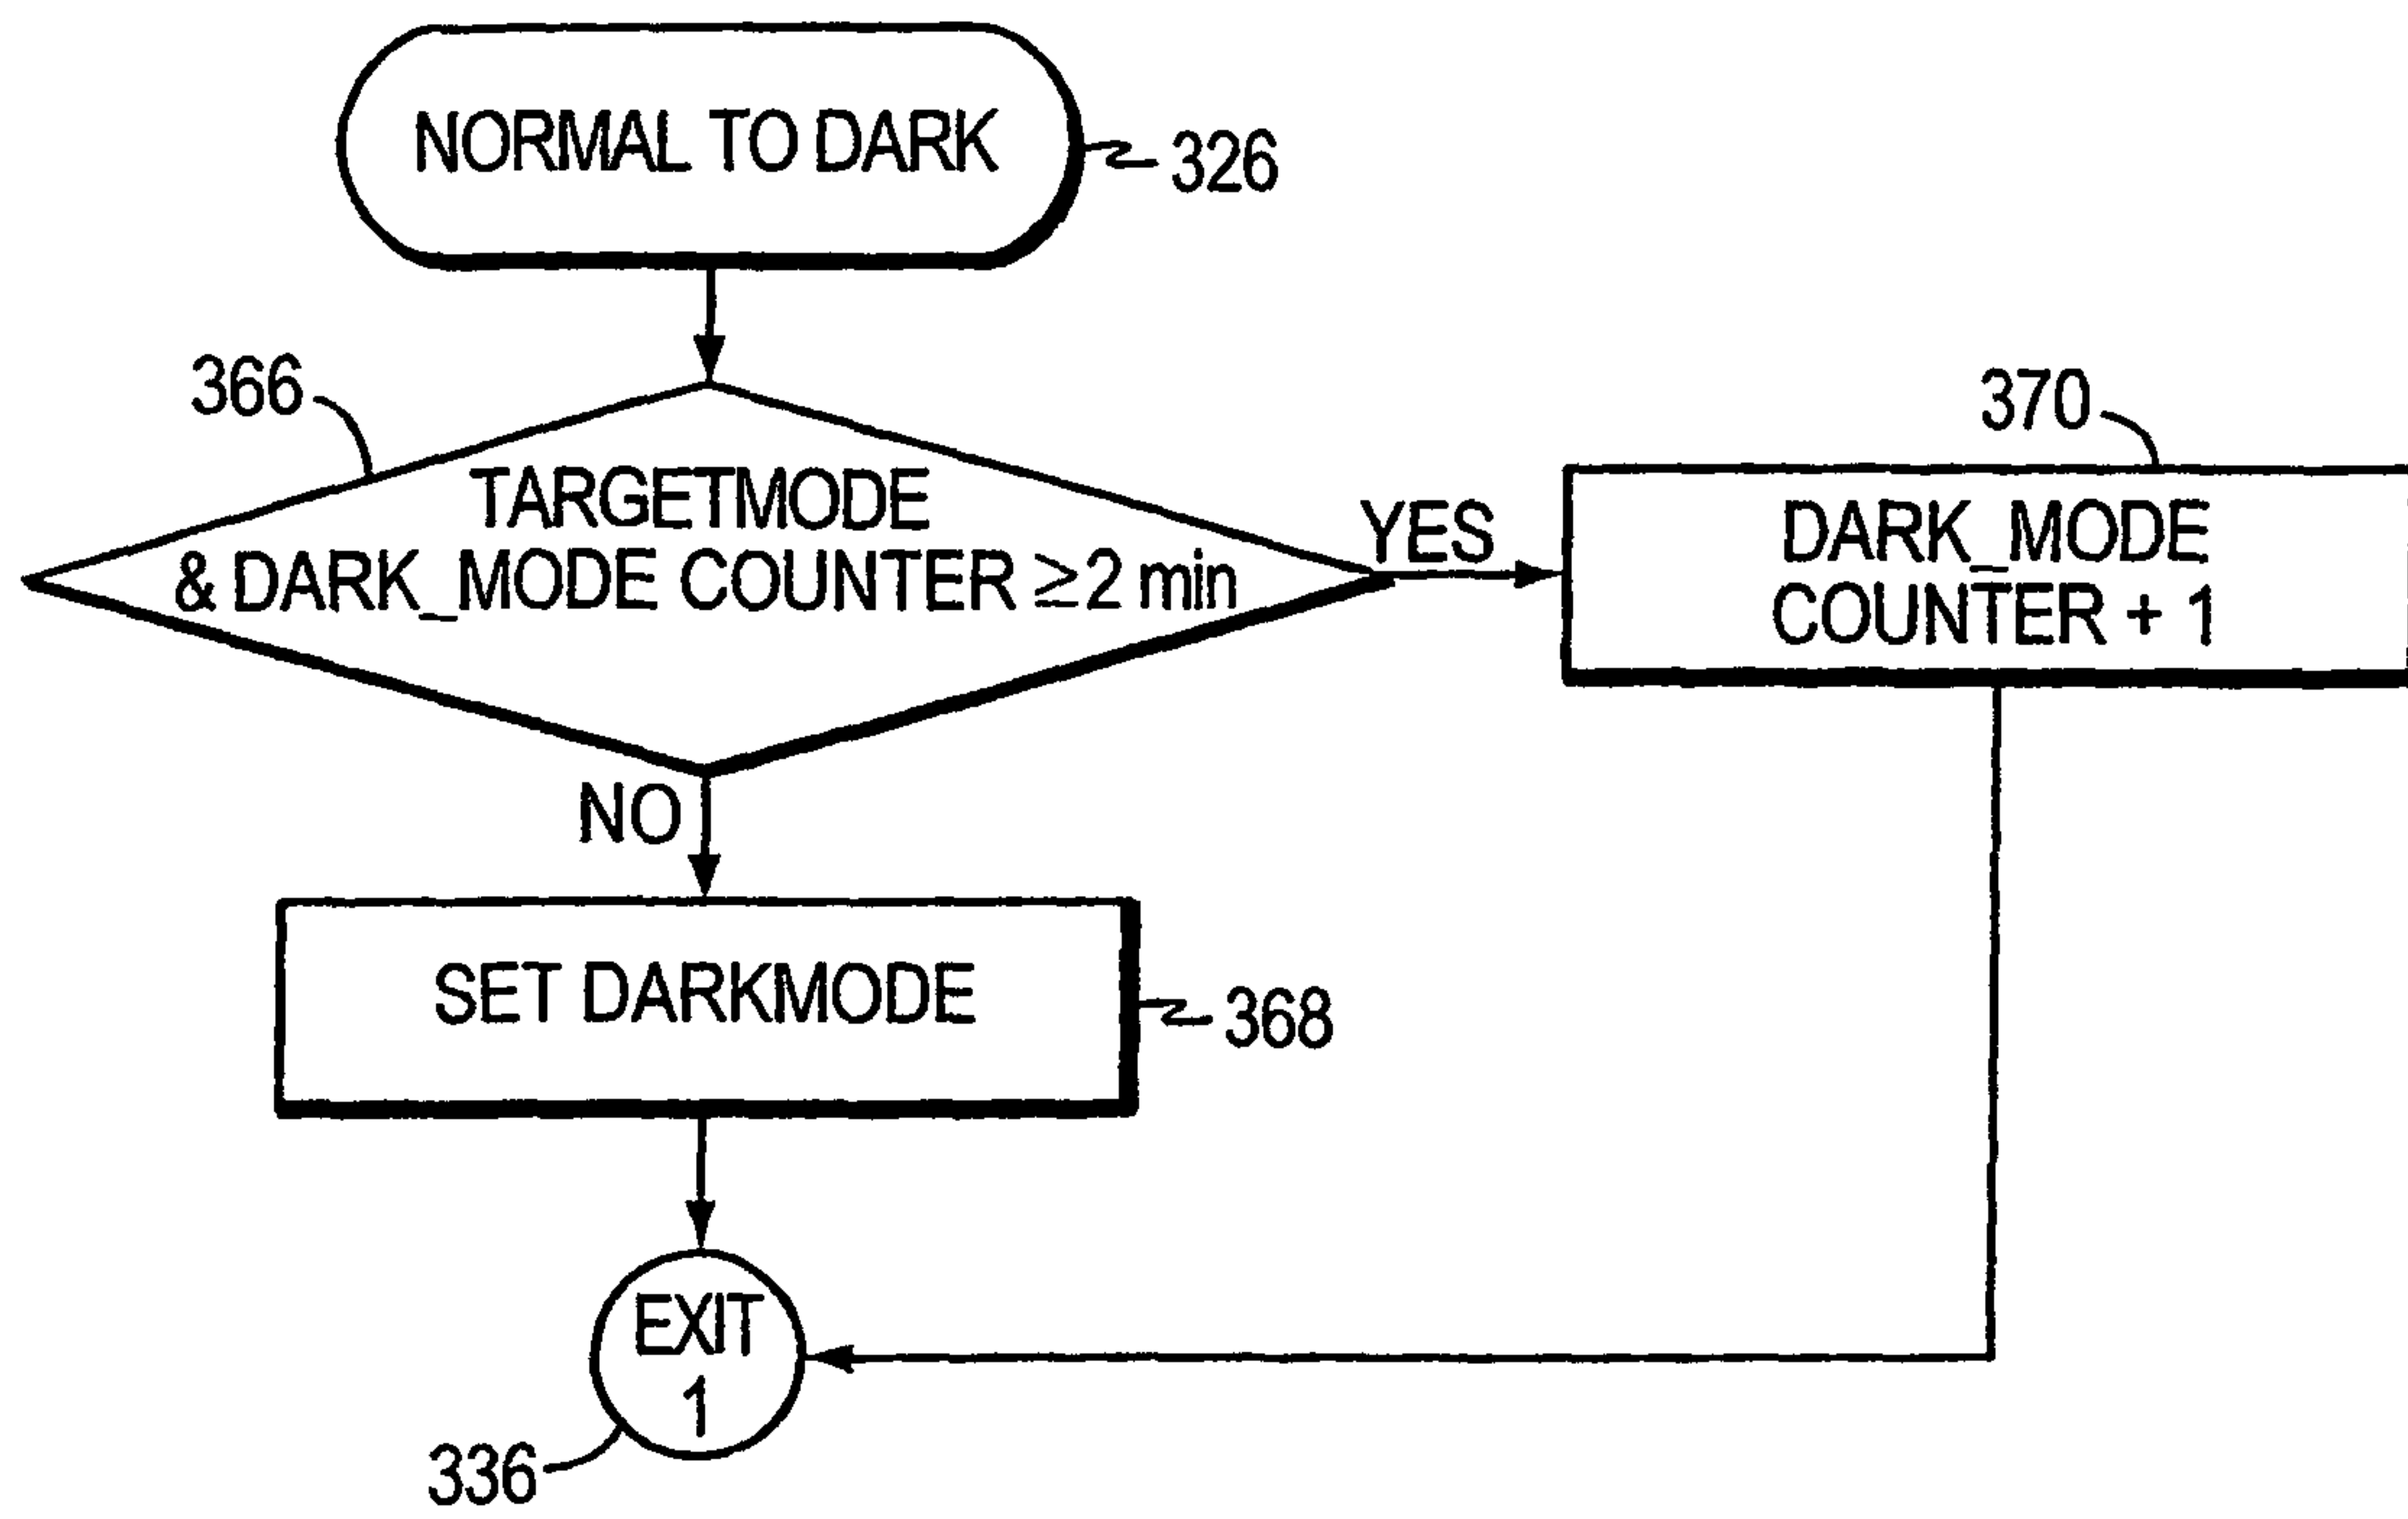 NORMAL TO DARK
326
366
TARGETMODE
& DARK_MODE COUNTER ≥2 min
YES
370
DARK_MODE
COUNTER + 1
NO
SET DARKMODE
368
EXIT
1
336